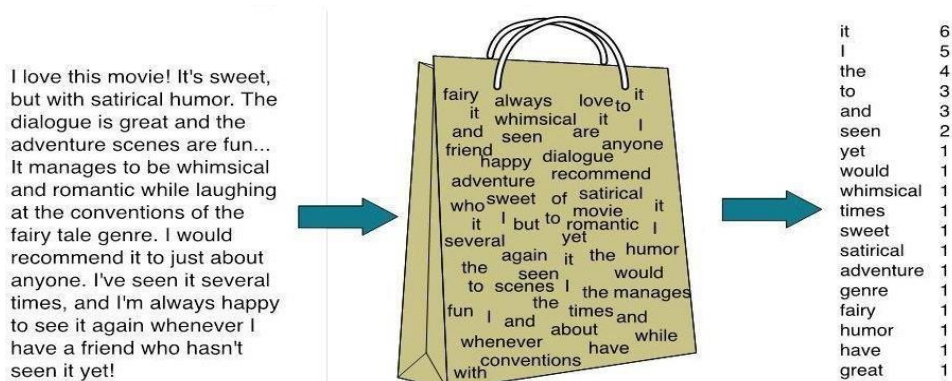 I love this movie! It's sweet,
but with satirical humor. The
dialogue is great and the
adventure scenes are fun...
It manages to be whimsical
and romantic while laughing
at the conventions of the
fairy tale genre. I would
recommend it to just about
anyone. I've seen it several
times, and I'm always happy
to see it again whenever I
have a friend who hasn't
seen it yet!
fairy always love to it
it whimsical it I
and seen are anyone
friend happy dialogue
adventure recommend
who sweet of satirical it
it I but to romantic movie I
several yet
again it the humor
the seen would
to scenes I the manages
fun I and the times and
whenever about while
conventions have
with
it 6
I 5
the 4
to 3
and 3
seen 2
yet 1
would 1
whimsical 1
times 1
sweet 1
satirical 1
adventure 1
genre 1
fairy 1
humor 1
have 1
great 1